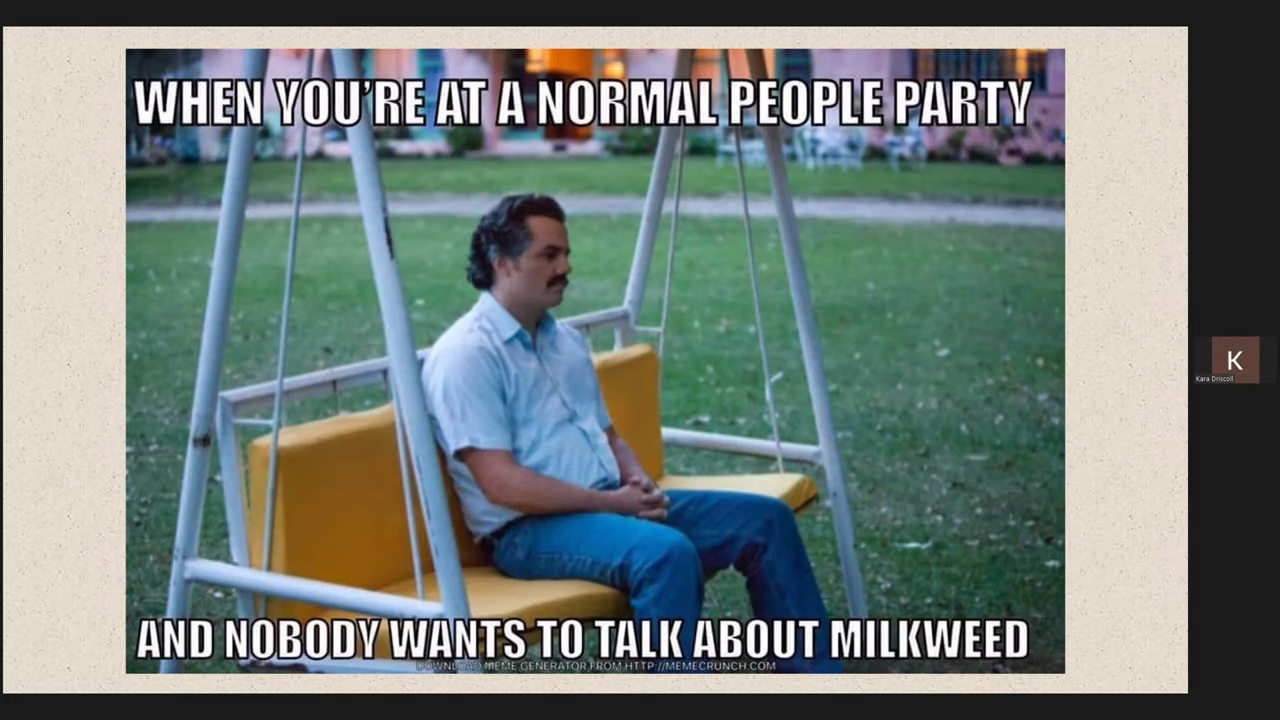 WHEN YOU'RE AT A NORMAL PEOPLE PARTY
K
Kara Driscoll
AND NOBODY WANTS TO TALK ABOUT MILKWEED
DOWNLOAD MEME GENERATOR FROM HTTP://MEMECRUNCH.COM